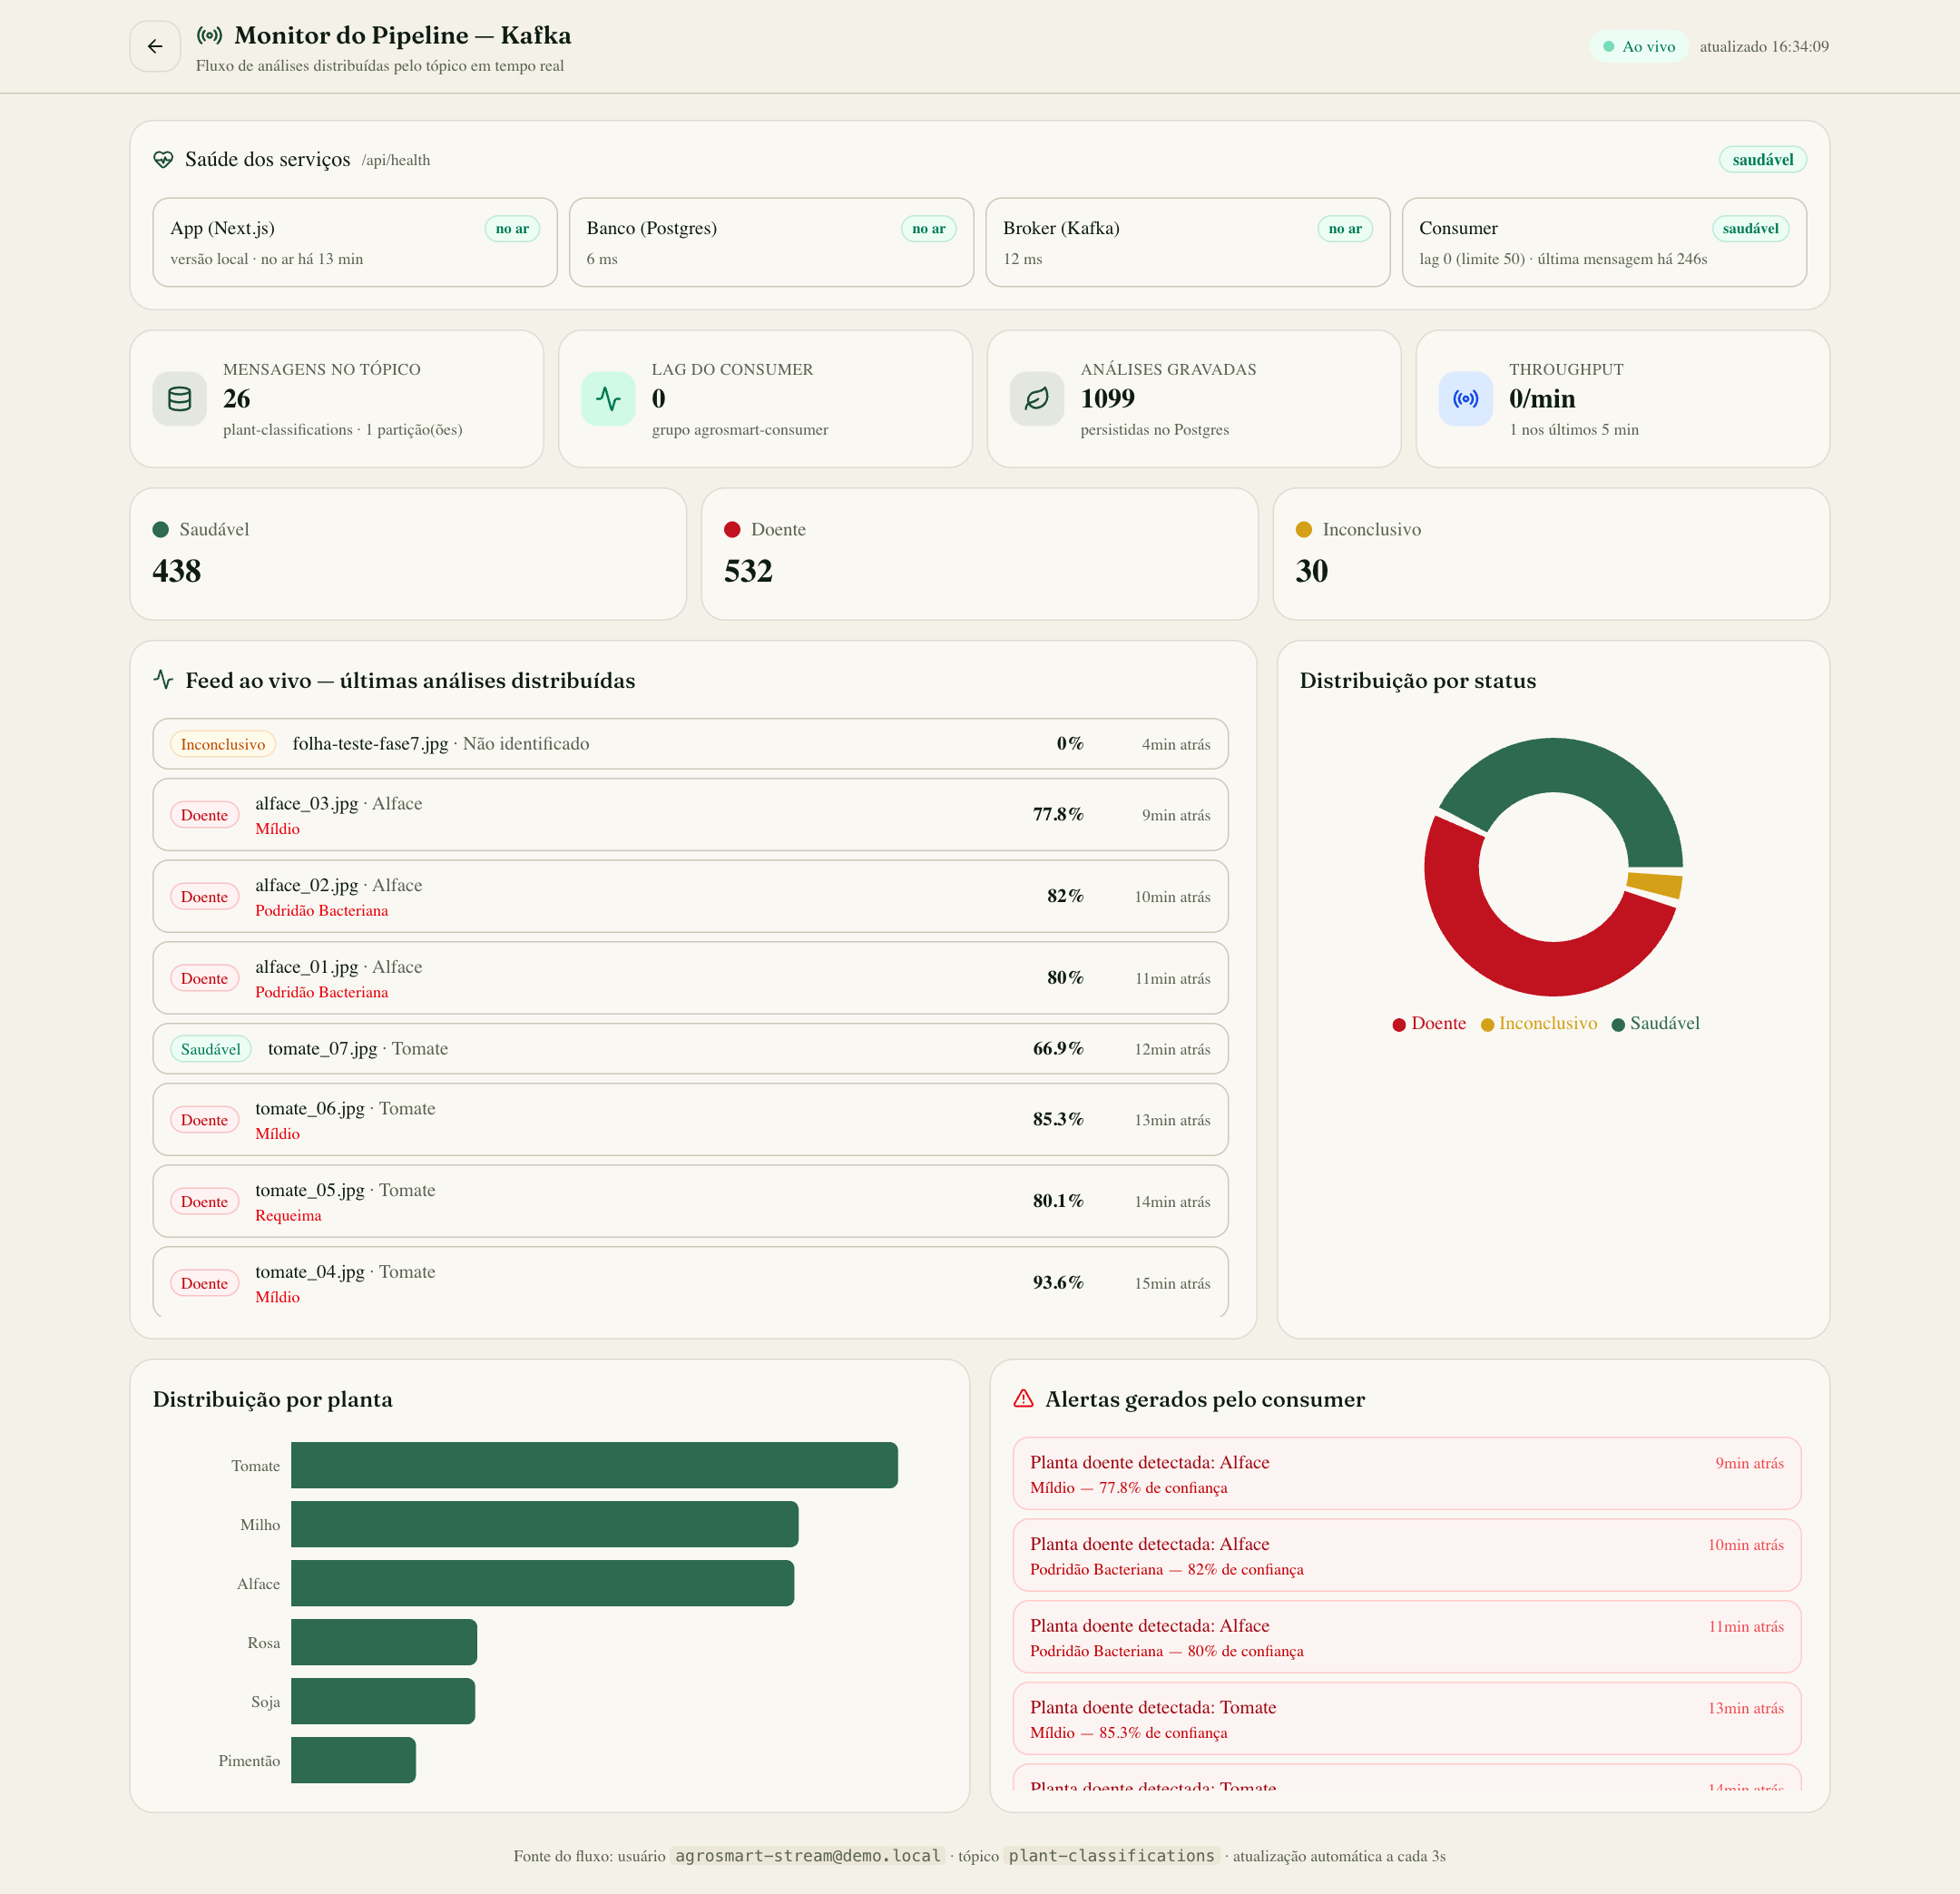 Monitor do Pipeline — Kafka
Fluxo de análises distribuídas pelo tópico em tempo real
Ao vivo atualizado 16:34:09
Saúde dos serviços /api/health
saudável
App (Next.js) no ar
versão local · no ar há 13 min
Banco (Postgres) no ar
6 ms
Broker (Kafka) no ar
12 ms
Consumer saudável
lag 0 (limite 50) · última mensagem há 246s
MENSAGENS NO TÓPICO
26
plant-classifications · 1 partição(ões)
LAG DO CONSUMER
0
grupo agrosmart-consumer
ANÁLISES GRAVADAS
1099
persistidas no Postgres
THROUGHPUT
0/min
1 nos últimos 5 min
Saudável
438
Doente
532
Inconclusivo
30
Feed ao vivo — últimas análises distribuídas
Inconclusivo folha-teste-fase7.jpg · Não identificado 0% 4min atrás
Doente alface_03.jpg · Alface 77.8% 9min atrás
Míldio
Doente alface_02.jpg · Alface 82% 10min atrás
Podridão Bacteriana
Doente alface_01.jpg · Alface 80% 11min atrás
Podridão Bacteriana
Saudável tomate_07.jpg · Tomate 66.9% 12min atrás
Doente tomate_06.jpg · Tomate 85.3% 13min atrás
Míldio
Doente tomate_05.jpg · Tomate 80.1% 14min atrás
Requeima
Doente tomate_04.jpg · Tomate 93.6% 15min atrás
Míldio
Distribuição por status
Doente Inconclusivo Saudável
Distribuição por planta
Tomate
Milho
Alface
Rosa
Soja
Pimentão
Alertas gerados pelo consumer
Planta doente detectada: Alface 9min atrás
Míldio — 77.8% de confiança
Planta doente detectada: Alface 10min atrás
Podridão Bacteriana — 82% de confiança
Planta doente detectada: Alface 11min atrás
Podridão Bacteriana — 80% de confiança
Planta doente detectada: Tomate 13min atrás
Míldio — 85.3% de confiança
Planta doente detectada: Tomate 14min atrás
Fonte do fluxo: usuário agrosmart-stream@demo.local · tópico plant-classifications · atualização automática a cada 3s